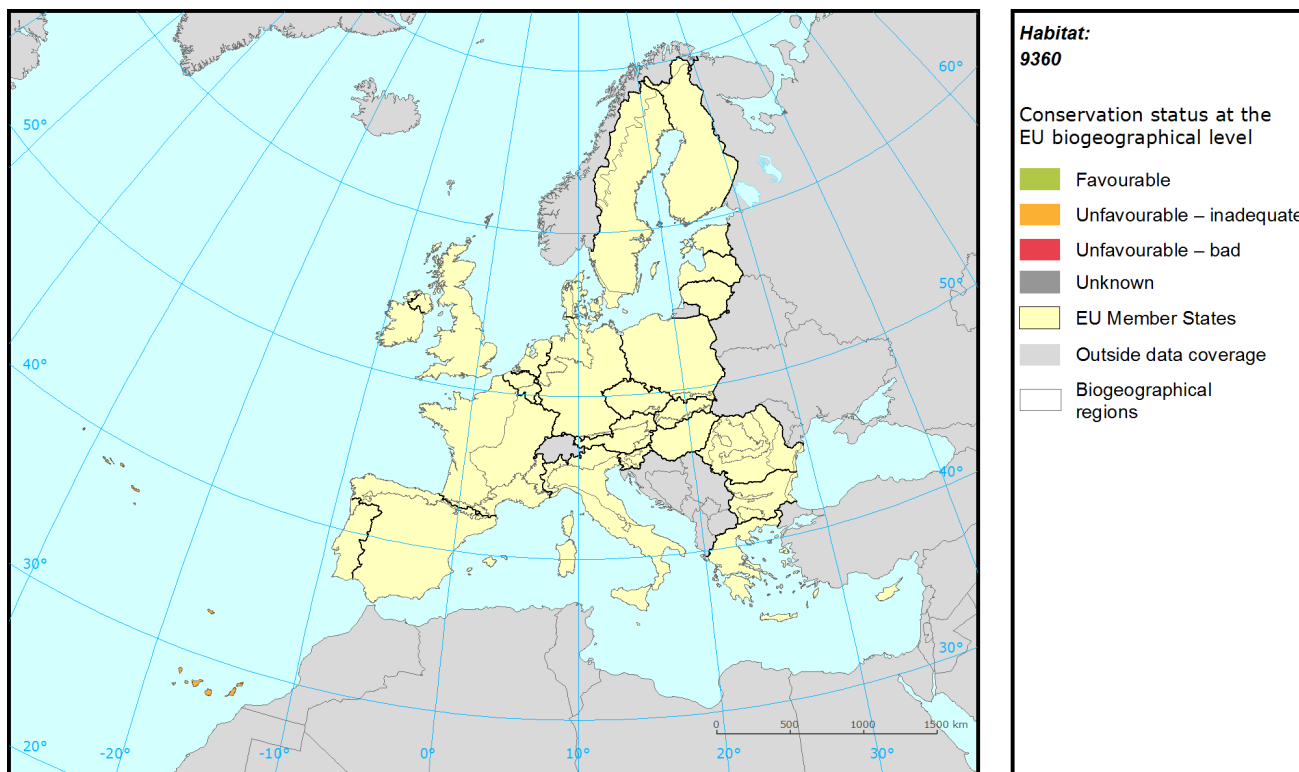 60°
50°
50°
40°
40°
30°
30°
20°
-20°
-10°
0°
10°
20°
30°
0
500
1000
1500 km
Habitat:
9360
Conservation status at the
EU biogeographical level
Favourable
Unfavourable – inadequate
Unfavourable – bad
Unknown
EU Member States
Outside data coverage
Biogeographical
regions